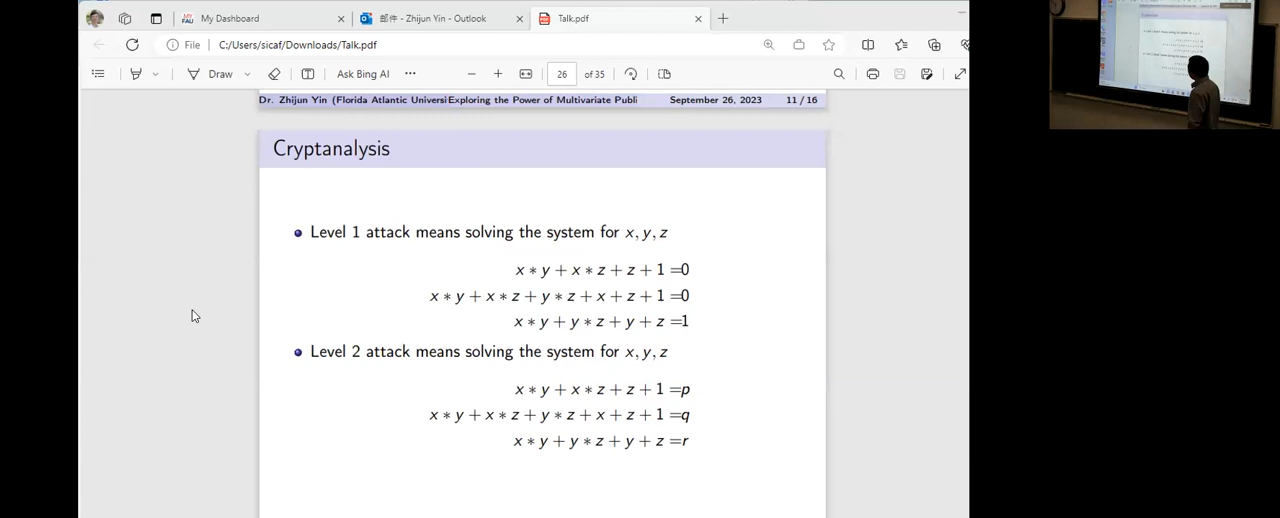 My Dashboard
邮件 - Zhijun Yin - Outlook
Talk.pdf
File
C:/Users/sicaf/Downloads/Talk.pdf
Draw
Ask Bing AI
26
of 35
Dr. Zhijun Yin (Florida Atlantic Universi Exploring the Power of Multivariate Publi
September 26, 2023
11 / 16
Cryptanalysis
Level 1 attack means solving the system for x, y, z
x * y + x * z + z + 1 =0
x * y + x * z + y * z + x + z + 1 =0
x * y + y * z + y + z =1
Level 2 attack means solving the system for x, y, z
x * y + x * z + z + 1 =p
x * y + x * z + y * z + x + z + 1 =q
x * y + y * z + y + z =r